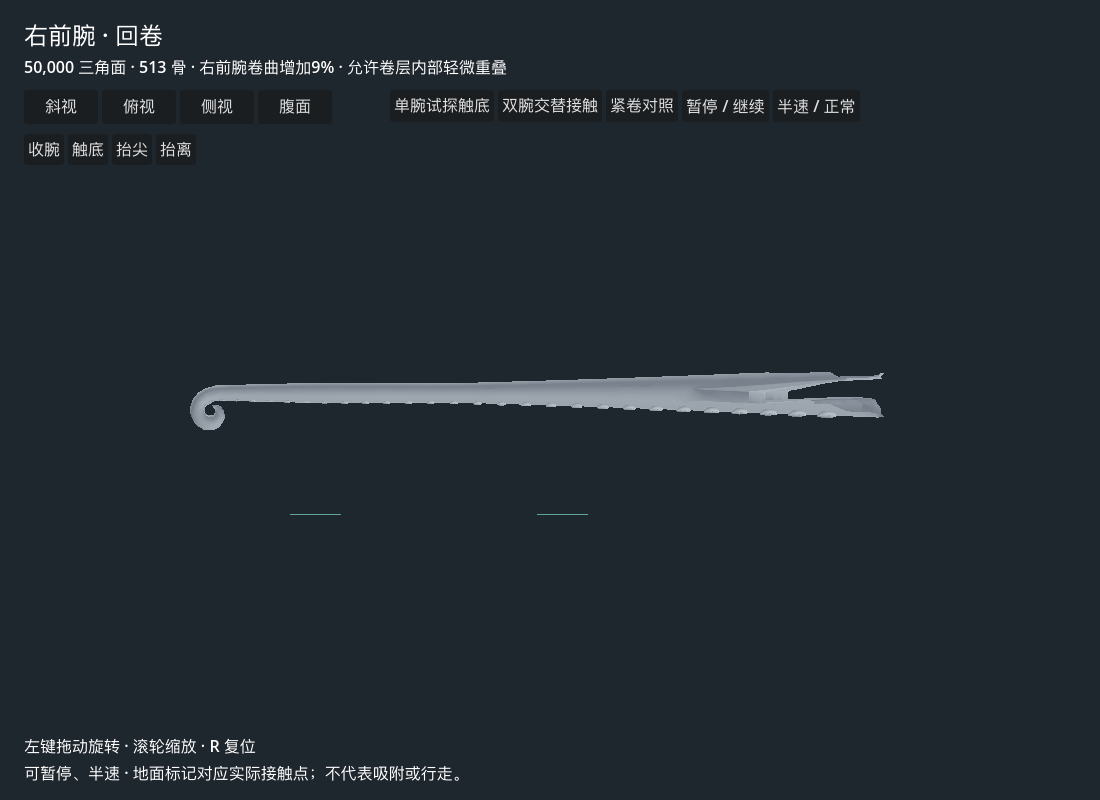 右前腕 · 回卷
50,000 三角面 · 513 骨 · 右前腕卷曲增加9% · 允许卷层内部轻微重叠
斜视 俯视 侧视 腹面 单腕试探触底 双腕交替接触 紧卷对照 暂停 / 继续 半速 / 正常
收腕 触底 抬尖 抬离
左键拖动旋转 · 滚轮缩放 · R 复位
可暂停、半速 · 地面标记对应实际接触点；不代表吸附或行走。